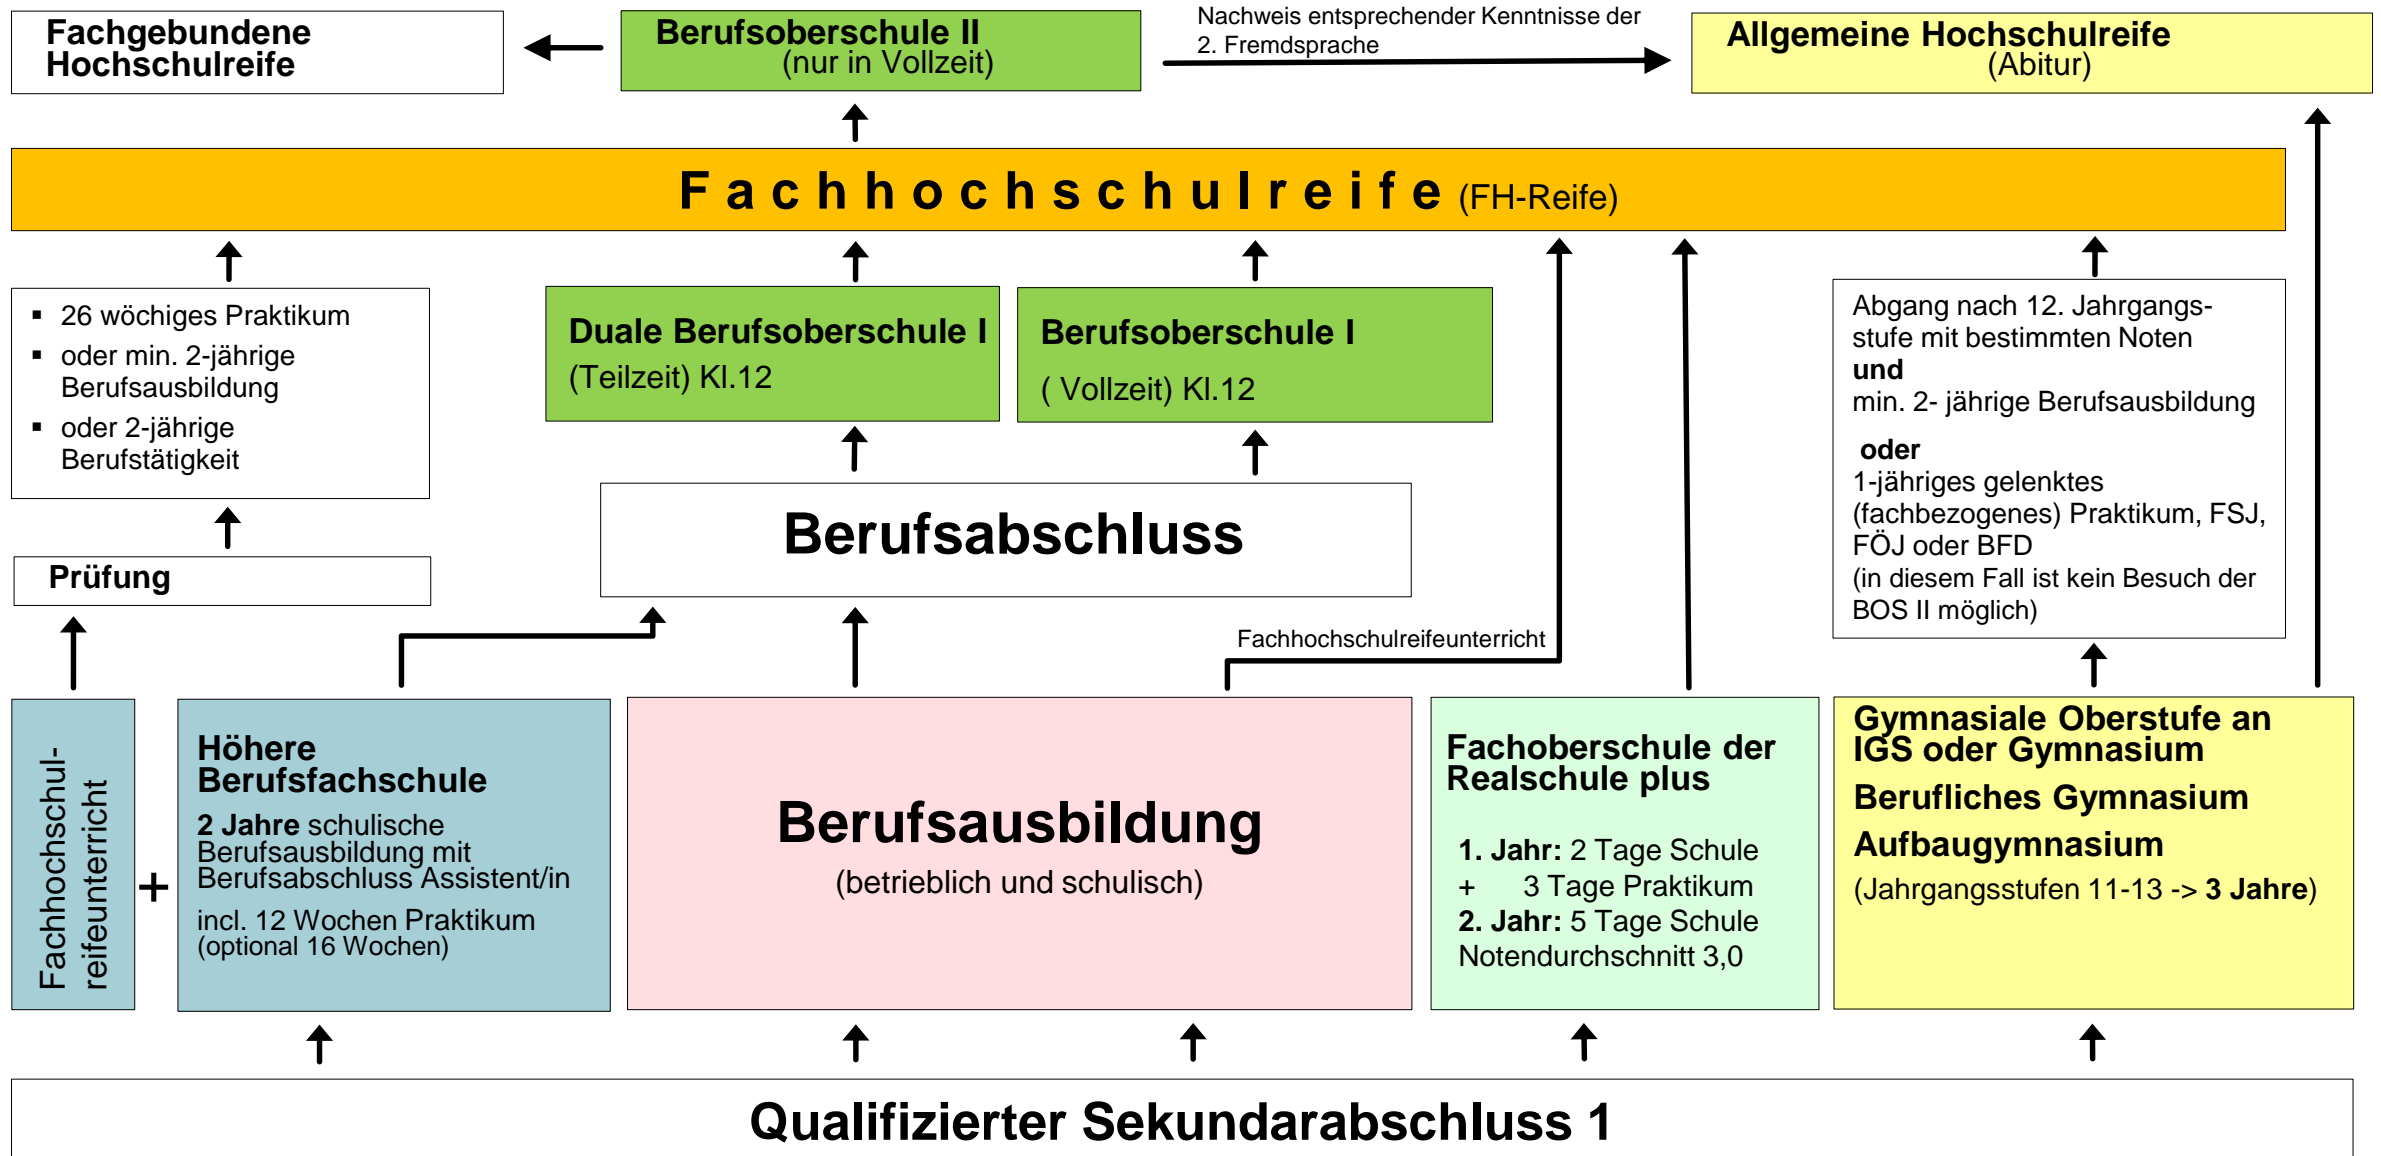 Fachgebundene
Hochschulreife
Berufsoberschule II
(nur in Vollzeit)
Nachweis entsprechender Kenntnisse der
2. Fremdsprache
Allgemeine Hochschulreife
(Abitur)
Fachhochschulreife (FH-Reife)
▪ 26 wöchiges Praktikum
▪ oder min. 2-jährige
Berufsausbildung
▪ oder 2-jährige
Berufstätigkeit
Duale Berufsoberschule I
(Teilzeit) Kl.12
Berufsoberschule I
( Vollzeit) Kl.12
Abgang nach 12. Jahrgangs-
stufe mit bestimmten Noten
und
min. 2- jährige Berufsausbildung
oder
1-jähriges gelenktes
(fachbezogenes) Praktikum, FSJ,
FÖJ oder BFD
(in diesem Fall ist kein Besuch der
BOS II möglich)
Berufsabschluss
Prüfung
Fachhochschulreifeunterricht
Fachhochschul-
reifeunterricht
+
Höhere
Berufsfachschule
2 Jahre schulische
Berufsausbildung mit
Berufsabschluss Assistent/in
incl. 12 Wochen Praktikum
(optional 16 Wochen)
Berufsausbildung
(betrieblich und schulisch)
Fachoberschule der
Realschule plus
1. Jahr: 2 Tage Schule
+ 3 Tage Praktikum
2. Jahr: 5 Tage Schule
Notendurchschnitt 3,0
Gymnasiale Oberstufe an
IGS oder Gymnasium
Berufliches Gymnasium
Aufbaugymnasium
(Jahrgangsstufen 11-13 -> 3 Jahre)
Qualifizierter Sekundarabschluss 1